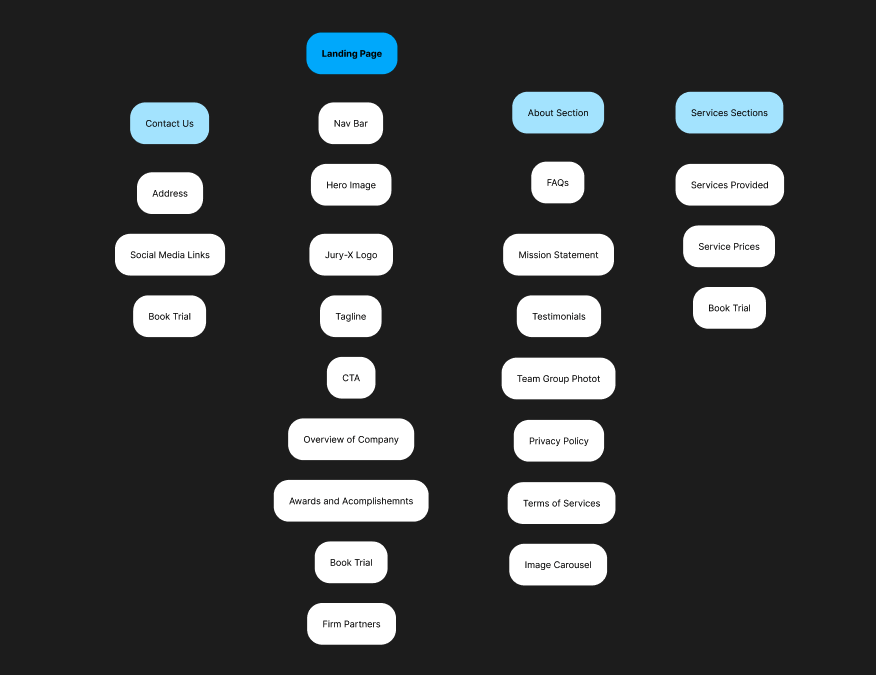 Landing Page
Contact Us
Address
Social Media Links
Book Trial
Nav Bar
Hero Image
Jury-X Logo
Tagline
CTA
Overview of Company
Awards and Acomplishemnts
Book Trial
Firm Partners
About Section
FAQs
Mission Statement
Testimonials
Team Group Photot
Privacy Policy
Terms of Services
Image Carousel
Services Sections
Services Provided
Service Prices
Book Trial